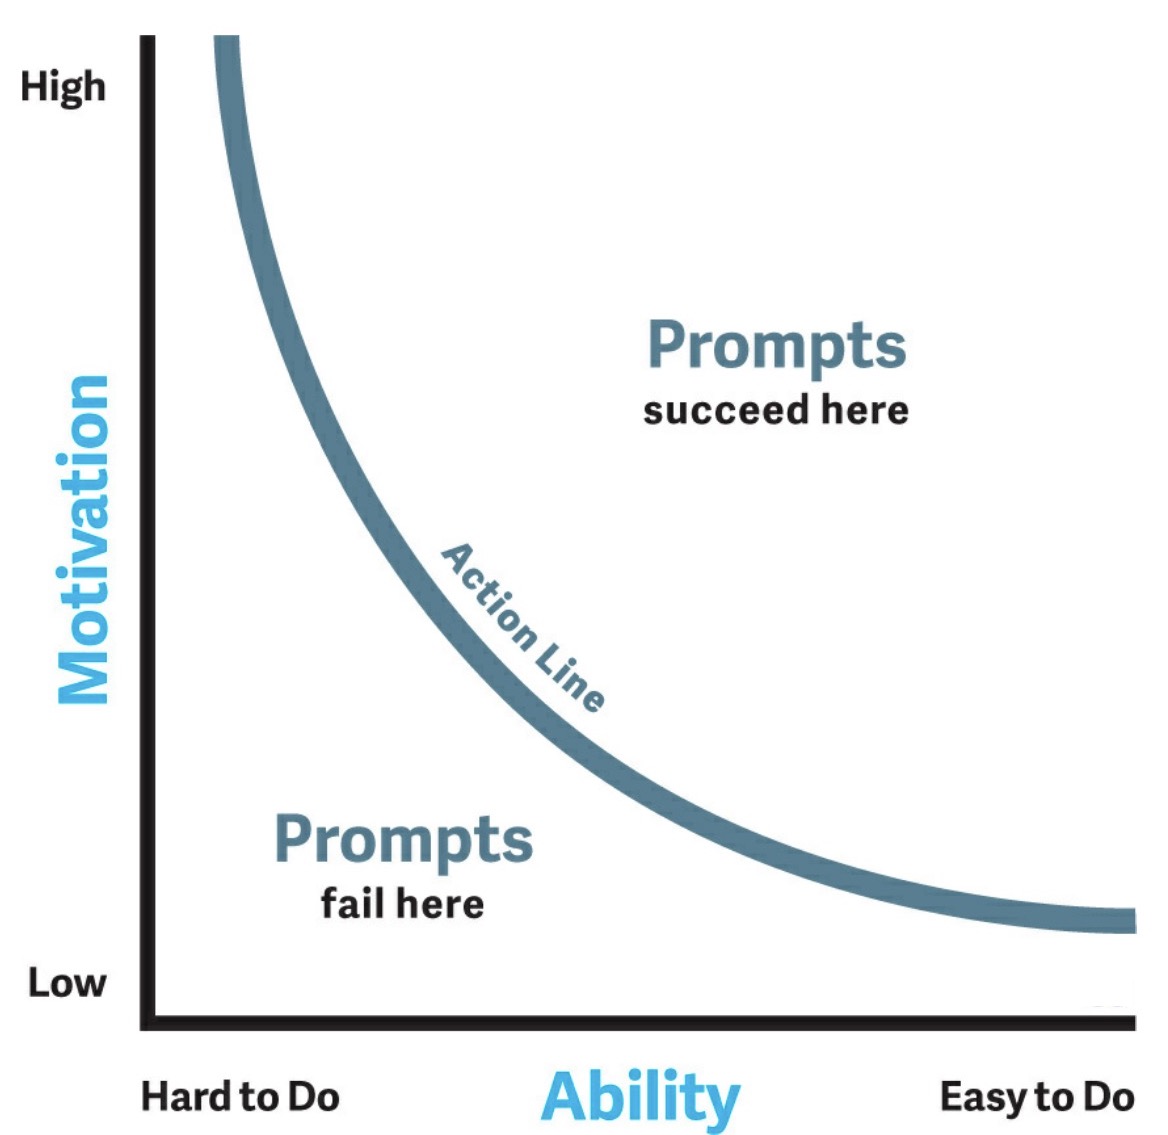 High
Prompts
succeed here
Motivation
Action Line
Prompts
fail here
Low
Hard to Do
Ability
Easy to Do